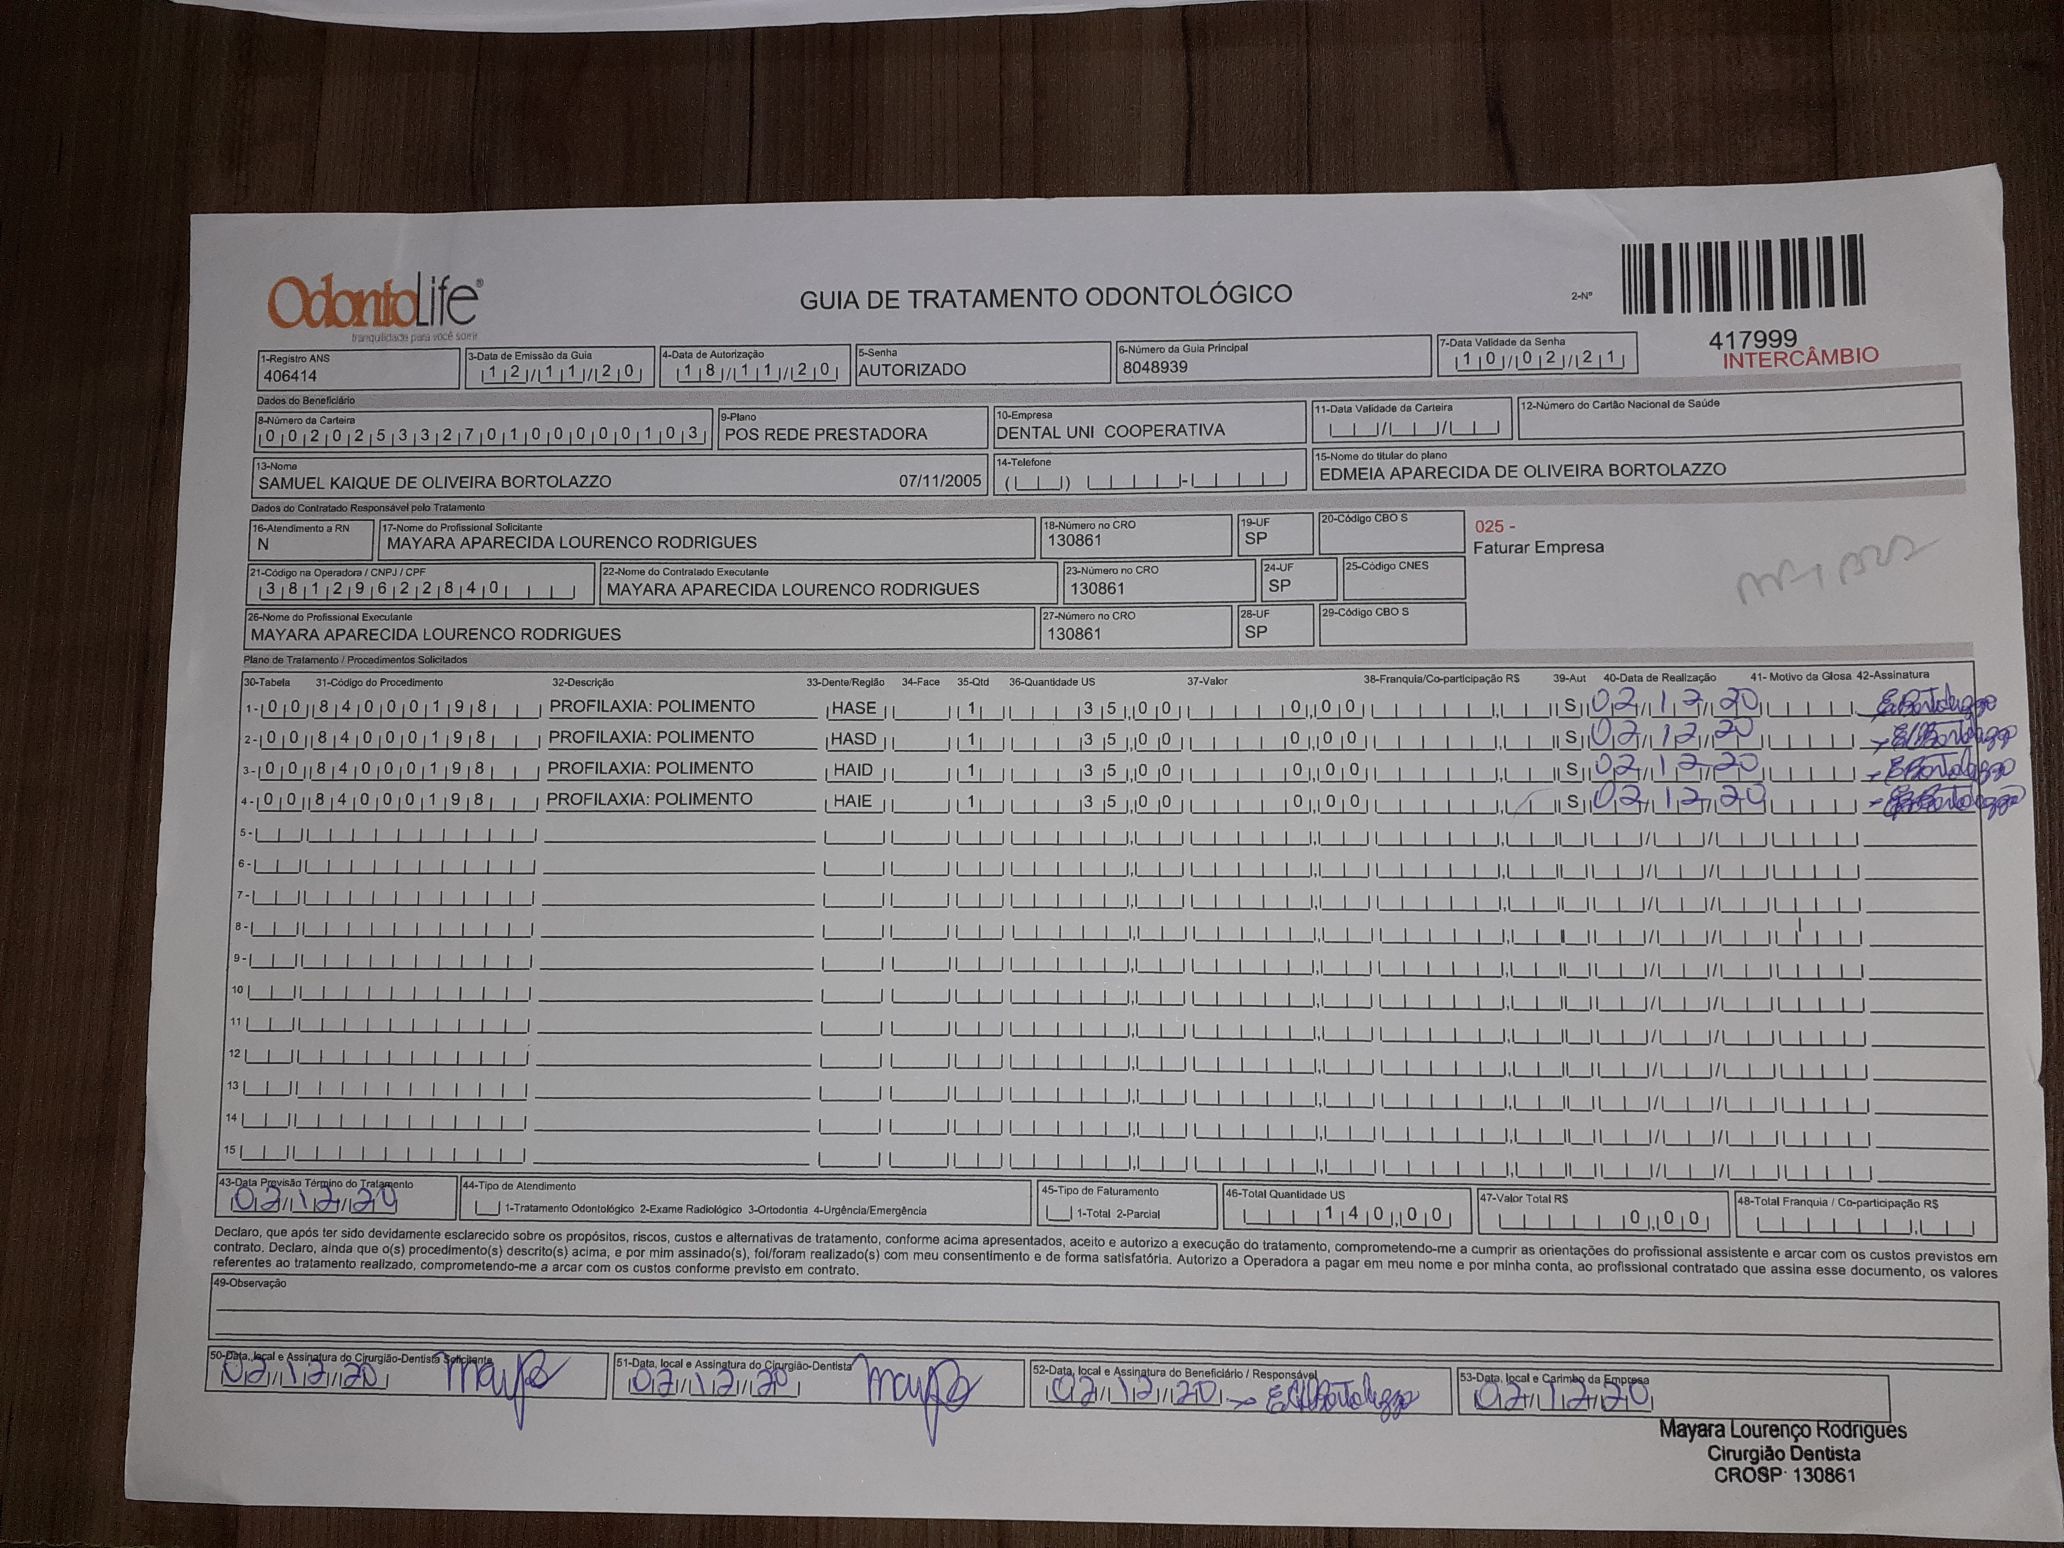 OdontoLife®
tranquilidade para você sorrir
GUIA DE TRATAMENTO ODONTOLÓGICO
2-Nº
417999
INTERCÂMBIO
1-Registro ANS
406414
3-Data de Emissão da Guia
12/11/20
4-Data de Autorização
18/11/20
5-Senha
AUTORIZADO
6-Número da Guia Principal
8048939
7-Data Validade da Senha
10/02/21
Dados do Beneficiário
8-Número da Carteira
00202533270100000103
9-Plano
POS REDE PRESTADORA
10-Empresa
DENTAL UNI COOPERATIVA
11-Data Validade da Carteira
12-Número do Cartão Nacional de Saúde
13-Nome
SAMUEL KAIQUE DE OLIVEIRA BORTOLAZZO 07/11/2005
14-Telefone
15-Nome do titular do plano
EDMEIA APARECIDA DE OLIVEIRA BORTOLAZZO
Dados do Contratado Responsável pelo Tratamento
16-Atendimento a RN
N
17-Nome do Profissional Solicitante
MAYARA APARECIDA LOURENCO RODRIGUES
18-Número no CRO
130861
19-UF
SP
20-Código CBO S
025 -
Faturar Empresa
21-Código na Operadora / CNPJ / CPF
38129622840
22-Nome do Contratado Executante
MAYARA APARECIDA LOURENCO RODRIGUES
23-Número no CRO
130861
24-UF
SP
25-Código CNES
26-Nome do Profissional Executante
MAYARA APARECIDA LOURENCO RODRIGUES
27-Número no CRO
130861
28-UF
SP
29-Código CBO S
Plano de Tratamento / Procedimentos Solicitados
30-Tabela 31-Código do Procedimento 32-Descrição 33-Dente/Região 34-Face 35-Qtd 36-Quantidade US 37-Valor 38-Franquia/Co-participação R$ 39-Aut 40-Data de Realização 41- Motivo da Glosa 42-Assinatura
1- 00 84000198 PROFILAXIA: POLIMENTO HASE 1 35,00 0,00 S 02/12/20 EBortolazzo
2- 00 84000198 PROFILAXIA: POLIMENTO HASD 1 35,00 0,00 S 02/12/20 EBortolazzo
3- 00 84000198 PROFILAXIA: POLIMENTO HAID 1 35,00 0,00 S 02/12/20 EBortolazzo
4- 00 84000198 PROFILAXIA: POLIMENTO HAIE 1 35,00 0,00 S 02/12/20 EBortolazzo
5-
6-
7-
8-
9-
10
11
12
13
14
15
43-Data Previsão Término do Tratamento
02/12/20
44-Tipo de Atendimento
1-Tratamento Odontológico 2-Exame Radiológico 3-Ortodontia 4-Urgência/Emergência
45-Tipo de Faturamento
1-Total 2-Parcial
46-Total Quantidade US
140,00
47-Valor Total R$
0,00
48-Total Franquia / Co-participação R$
Declaro, que após ter sido devidamente esclarecido sobre os propósitos, riscos, custos e alternativas de tratamento, conforme acima apresentados, aceito e autorizo a execução do tratamento, comprometendo-me a cumprir as orientações do profissional assistente e arcar com os custos previstos em
contrato. Declaro, ainda que o(s) procedimento(s) descrito(s) acima, e por mim assinado(s), foi/foram realizado(s) com meu consentimento e de forma satisfatória. Autorizo a Operadora a pagar em meu nome e por minha conta, ao profissional contratado que assina esse documento, os valores
referentes ao tratamento realizado, comprometendo-me a arcar com os custos conforme previsto em contrato.
49-Observação
50-Data, local e Assinatura do Cirurgião-Dentista Solicitante
02/12/20
51-Data, local e Assinatura do Cirurgião-Dentista
02/12/20
52-Data, local e Assinatura do Beneficiário / Responsável
02/12/20 EBortolazzo
53-Data, local e Carimbo da Empresa
02/12/20
Mayara Lourenço Rodrigues
Cirurgião Dentista
CROSP 130861